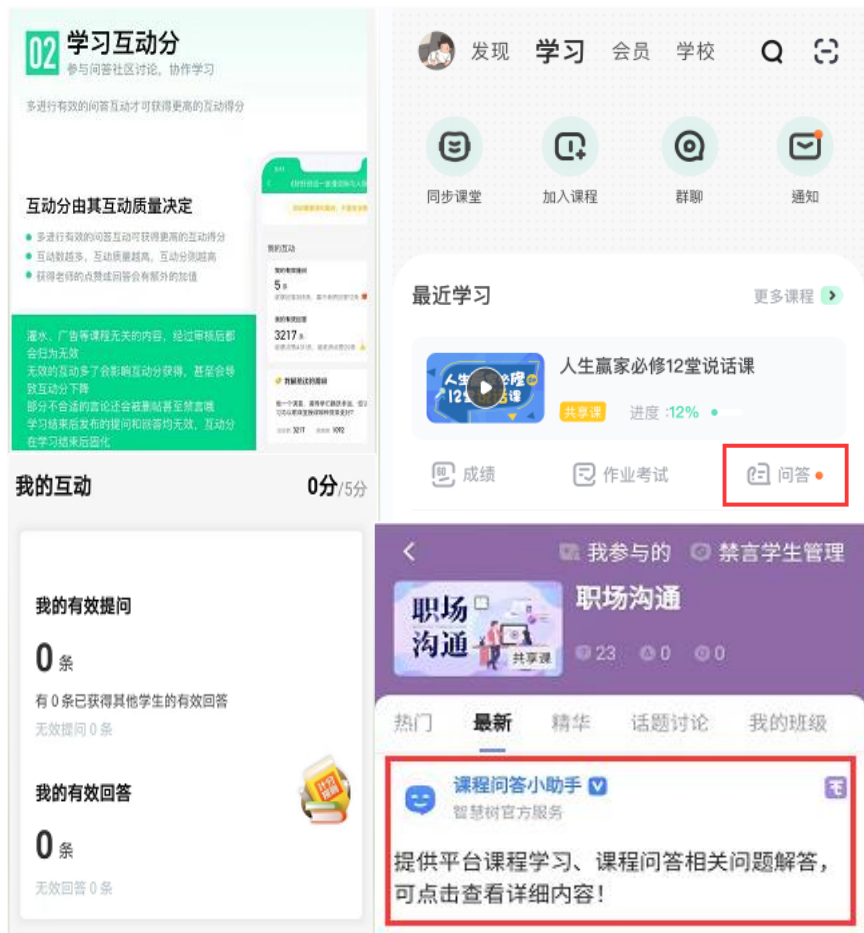 02
学习互动分
参与问答社区讨论，协作学习
多进行有效的问答互动才可获得更高的互动得分
互动分由其互动质量决定
多进行有效的问答互动可获得更高的互动得分
互动数越多，互动质量越高，互动分则越高
获得老师的点赞或回答会有额外的加值
灌水、广告等课程无关的内容，经过审核后都
会归为无效
无效的互动多了会影响互动分获得，甚至会导
致互动分下降
部分不合适的言论还会被删帖甚至禁言哦
学习结束后发布的提问和回答均无效，互动分
在学习结束后固化
我的互动
我的有效提问
5 条
我的有效回答
3217 条
3217
1092
我的互动
0分/5分
我的有效提问
0 条
有 0 条已获得其他学生的有效回答
无效提问 0 条
我的有效回答
0 条
无效回答 0 条
计分
规则
发现 学习 会员 学校
同步课堂 加入课程 群聊 通知
最近学习
更多课程
人生赢家必修12堂说话课
共享课 进度 :12%
成绩 作业考试 问答
我参与的 禁言学生管理
职场
沟通
共享课
职场沟通
23 0 0
热门 最新 精华 话题讨论 我的班级
课程问答小助手
智慧树官方服务
提供平台课程学习、课程问答相关问题解答，
可点击查看详细内容！